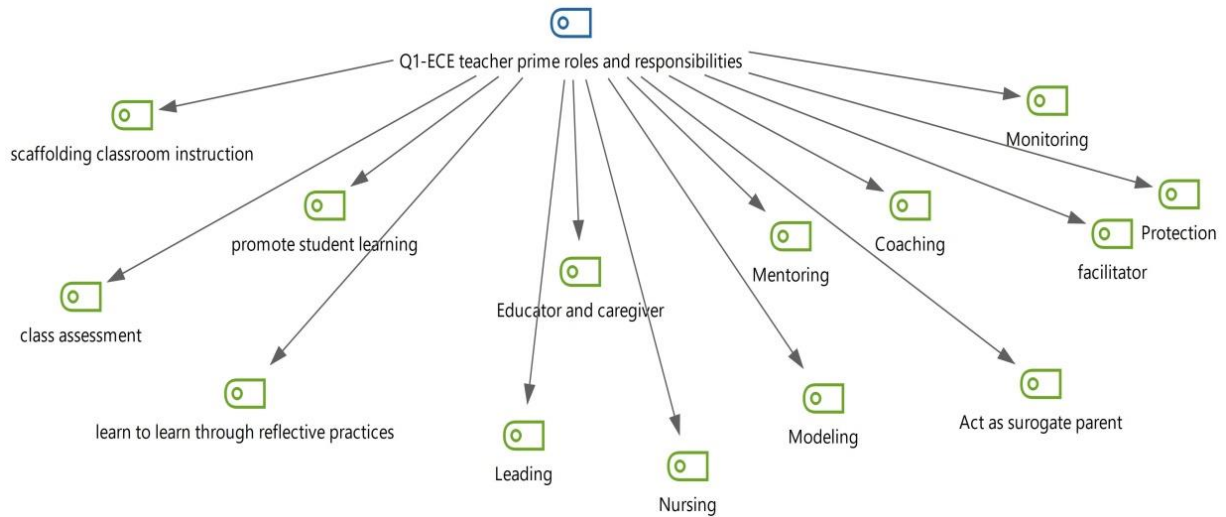 Q1-ECE teacher prime roles and responsibilities
Monitoring
scaffolding classroom instruction
Protection
promote student learning
Coaching
Mentoring
facilitator
Educator and caregiver
class assessment
Act as surogate parent
learn to learn through reflective practices
Modeling
Leading
Nursing